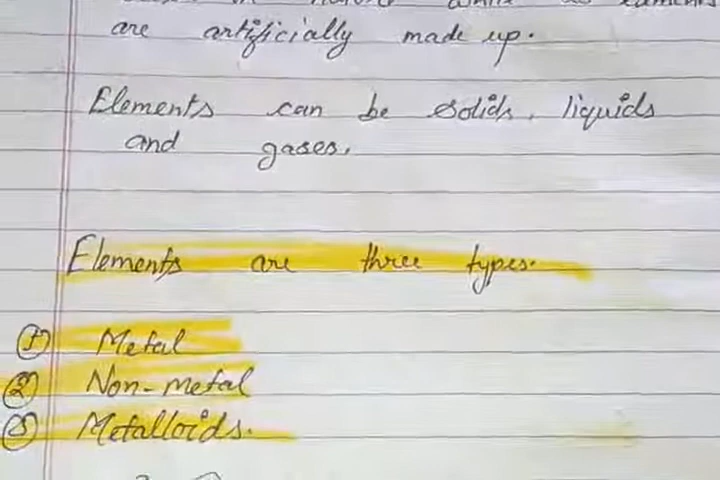 are artificially made up.
Elements can be solids, liquids
and gases.
Elements are three types.
① Metal
② Non-metal
③ Metalloids.